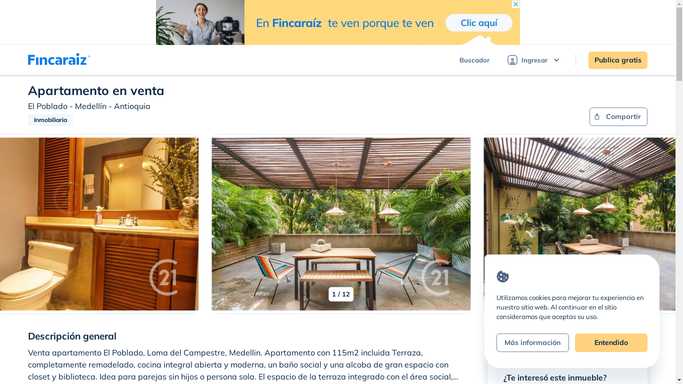 En Fincaraíz te ven porque te ven
Clic aquí
Fincaraiz
Buscador
Ingresar
Publica gratis
Apartamento en venta
El Poblado - Medellín - Antioquia
Inmobiliaria
Compartir
21
21
1 / 12
Utilizamos cookies para mejorar tu experiencia en
nuestro sitio web. Al continuar en el sitio
consideramos que aceptas su uso.
Más información
Entendido
Descripción general
Venta apartamento El Poblado, Loma del Campestre, Medellín. Apartamento con 115m2 incluida Terraza,
completamente remodelado, cocina integral abierta y moderna, un baño social y una alcoba de gran espacio con
closet y biblioteca. Idea para parejas sin hijos o persona sola. El espacio de la terraza integrado con el área social,...
¿Te interesó este inmueble?